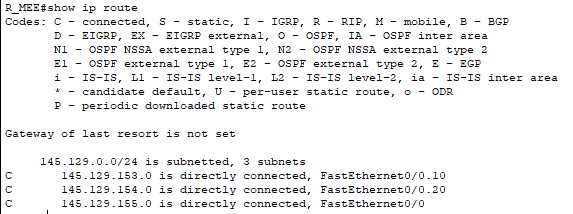 R_MEE#show ip route
Codes: C - connected, S - static, I - IGRP, R - RIP, M - mobile, B - BGP
       D - EIGRP, EX - EIGRP external, O - OSPF, IA - OSPF inter area
       N1 - OSPF NSSA external type 1, N2 - OSPF NSSA external type 2
       E1 - OSPF external type 1, E2 - OSPF external type 2, E - EGP
       i - IS-IS, L1 - IS-IS level-1, L2 - IS-IS level-2, ia - IS-IS inter area
       * - candidate default, U - per-user static route, o - ODR
       P - periodic downloaded static route

Gateway of last resort is not set

     145.129.0.0/24 is subnetted, 3 subnets
C       145.129.153.0 is directly connected, FastEthernet0/0.10
C       145.129.154.0 is directly connected, FastEthernet0/0.20
C       145.129.155.0 is directly connected, FastEthernet0/0